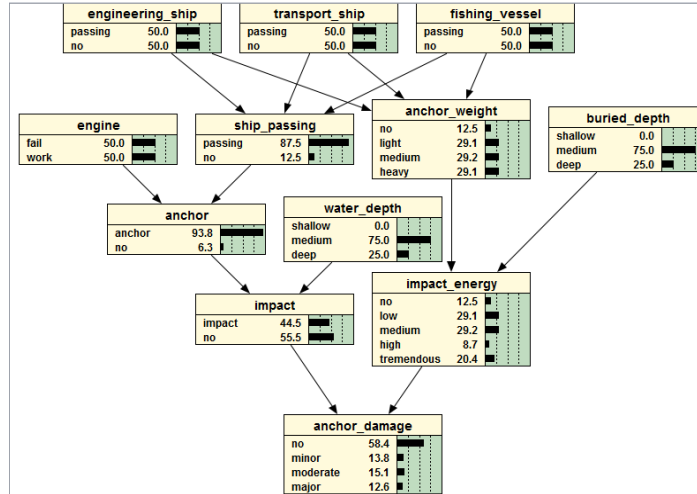 engineering_ship
passing 50.0
no 50.0
transport_ship
passing 50.0
no 50.0
fishing_vessel
passing 50.0
no 50.0
engine
fail 50.0
work 50.0
ship_passing
passing 87.5
no 12.5
anchor_weight
no 12.5
light 29.1
medium 29.2
heavy 29.1
buried_depth
shallow 0.0
medium 75.0
deep 25.0
anchor
anchor 93.8
no 6.3
water_depth
shallow 0.0
medium 75.0
deep 25.0
impact
impact 44.5
no 55.5
impact_energy
no 12.5
low 29.1
medium 29.2
high 8.7
tremendous 20.4
anchor_damage
no 58.4
minor 13.8
moderate 15.1
major 12.6